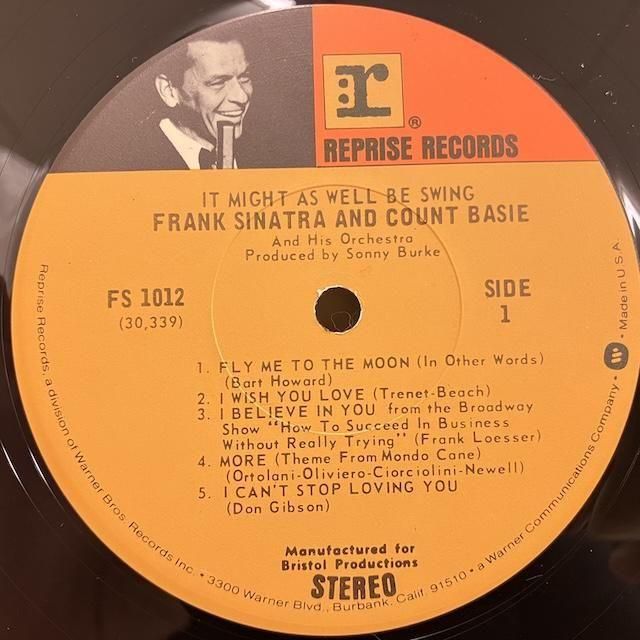 r ®
REPRISE RECORDS
IT MIGHT AS WELL BE SWING
FRANK SINATRA AND COUNT BASIE
And His Orchestra
Produced by Sonny Burke
FS 1012
(30,339)
SIDE
1
1. FLY ME TO THE MOON (In Other Words)
(Bart Howard)
2. I WISH YOU LOVE (Trenet-Beach)
3. I BELIEVE IN YOU from the Broadway
Show "How To Succeed In Business
Without Really Trying" (Frank Loesser)
4. MORE (Theme From Mondo Cane)
(Ortolani-Oliviero-Ciorciolini-Newell)
5. I CAN'T STOP LOVING YOU
(Don Gibson)
Manufactured for
Bristol Productions
STEREO
Reprise Records, a division of Warner Bros. Records Inc. • 3300 Warner Blvd., Burbank, Calif. 91510 • a Warner Communications Company • Made in U.S.A.